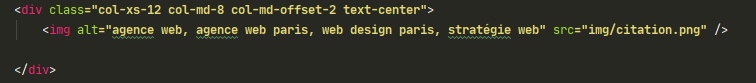 <div class="col-xs-12 col-md-8 col-md-offset-2 text-center">
<img alt="agence web, agence web paris, web design paris, stratégie web" src="img/citation.png" />
</div>